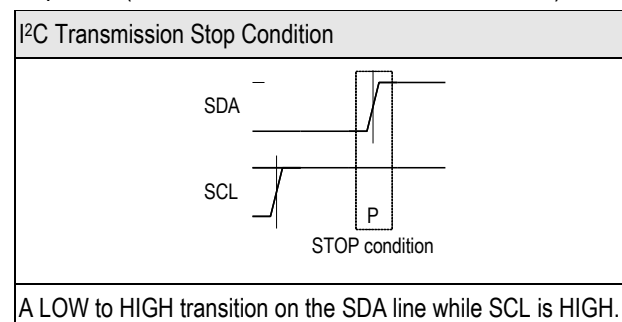 I²C Transmission Stop Condition
SDA
SCL
P
STOP condition
A LOW to HIGH transition on the SDA line while SCL is HIGH.